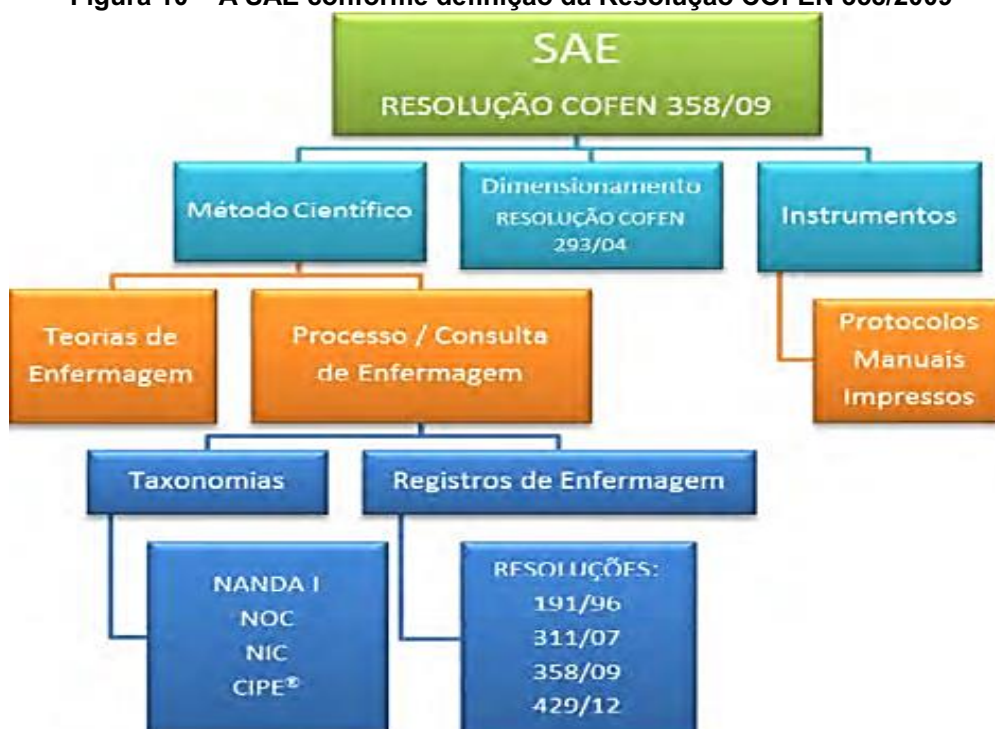 Figura 10 – A SAE conforme definição da Resolução COFEN 358/2009
SAE
RESOLUÇÃO COFEN 358/09
Método Científico
Dimensionamento
RESOLUÇÃO COFEN
293/04
Instrumentos
Teorias de
Enfermagem
Processo / Consulta
de Enfermagem
Protocolos
Manuais
Impressos
Taxonomias
Registros de Enfermagem
NANDA I
NOC
NIC
CIPE®
RESOLUÇÕES:
191/96
311/07
358/09
429/12